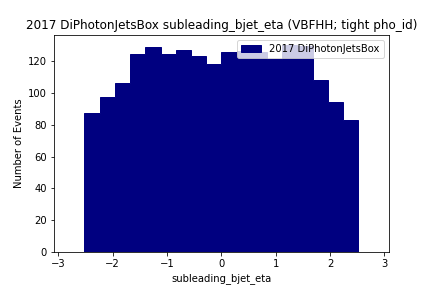 2017 DiPhotonJetsBox subleading_bjet_eta (VBFHH; tight pho_id)
2017 DiPhotonJetsBox
120
100
80
60
40
20
0
Number of Events
−3 −2 −1 0 1 2 3
subleading_bjet_eta